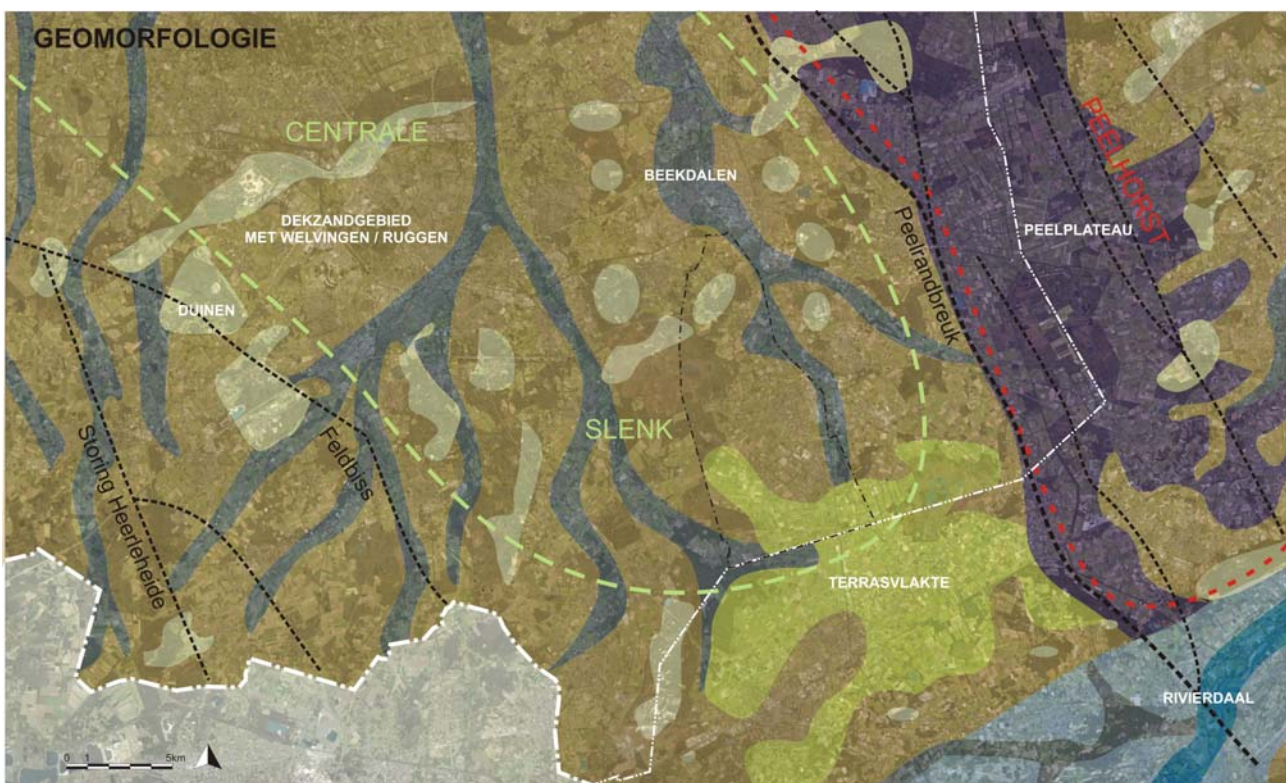 GEOMORFOLOGIE
CENTRALE
BEEKDALEN
PEELHORST
DEKZANDGEBIED
MET WELVINGEN / RUGGEN
PEELPLATEAU
Peelrandbreuk
DUINEN
SLENK
Feldbiss
Storing Heerlehelde
TERRASVLAKTE
RIVIERDAAL
0 1 5km